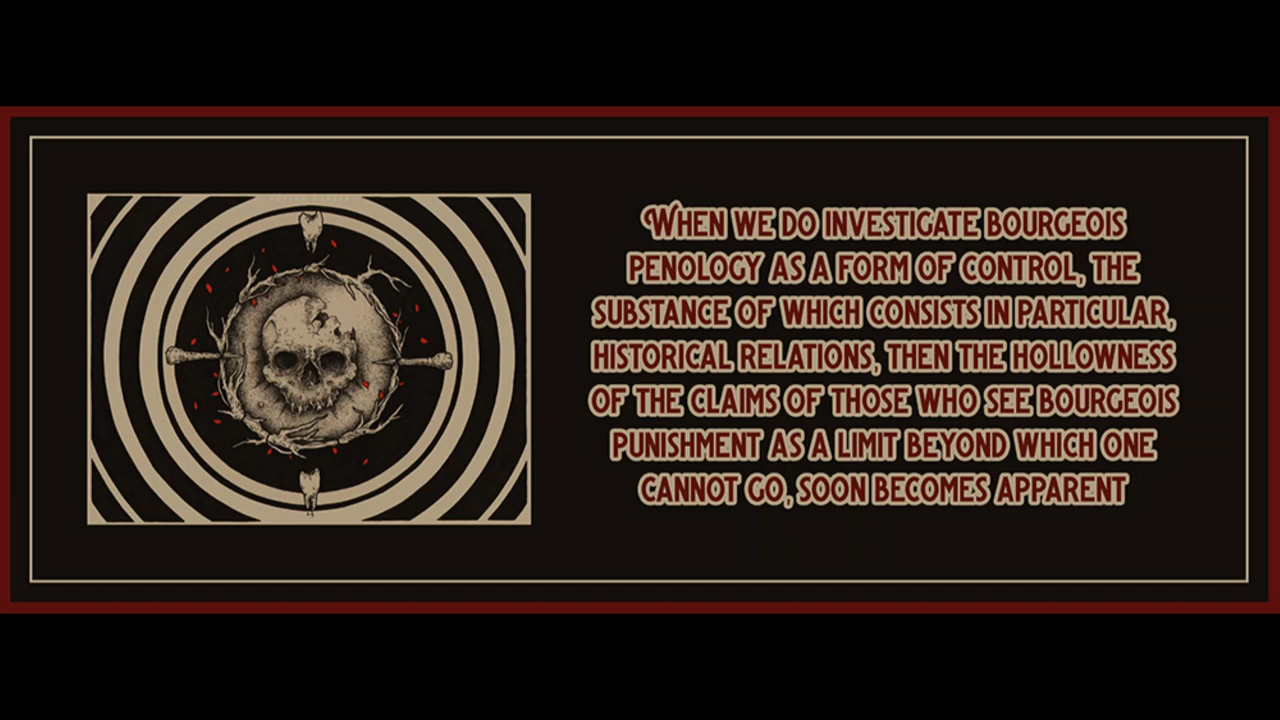 When we do investigate bourgeois
penology as a form of control, the
substance of which consists in particular,
historical relations, then the hollowness
of the claims of those who see bourgeois
punishment as a limit beyond which one
cannot go, soon becomes apparent